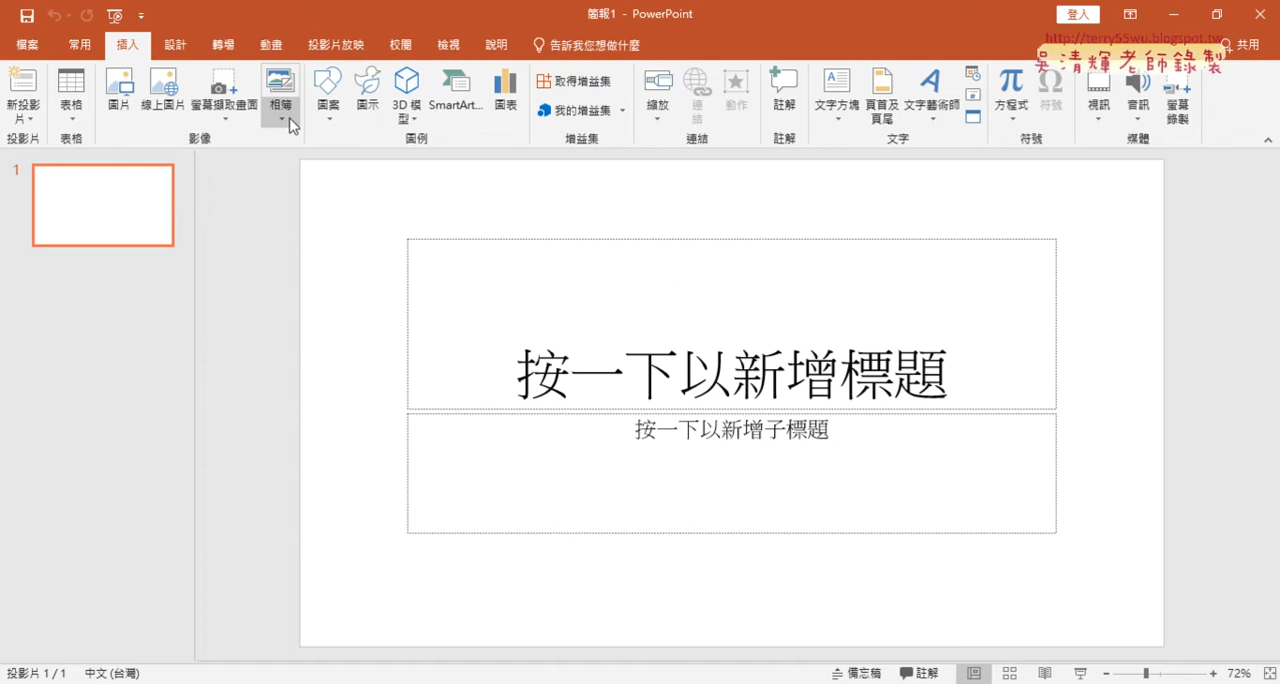 簡報1 - PowerPoint
登入
檔案 常用 插入 設計 轉場 動畫 投影片放映 校閱 檢視 說明 告訴我您想做什麼 共用
http://terry55wu.blogspot.tw
吳清輝老師錄製
新投影片 表格 圖片 線上圖片 螢幕擷取畫面 相簿 圖案 圖示 3D 模型 SmartArt... 圖表 取得增益集 縮放 連結 動作 註解 文字方塊 頁首及頁尾 文字藝術師 方程式 符號 視訊 音訊 螢幕錄製
我的增益集
投影片 表格 影像 圖例 增益集 連結 註解 文字 符號 媒體
1
按一下以新增標題
按一下以新增子標題
投影片 1 / 1 中文 (台灣) 備忘稿 註解 72%